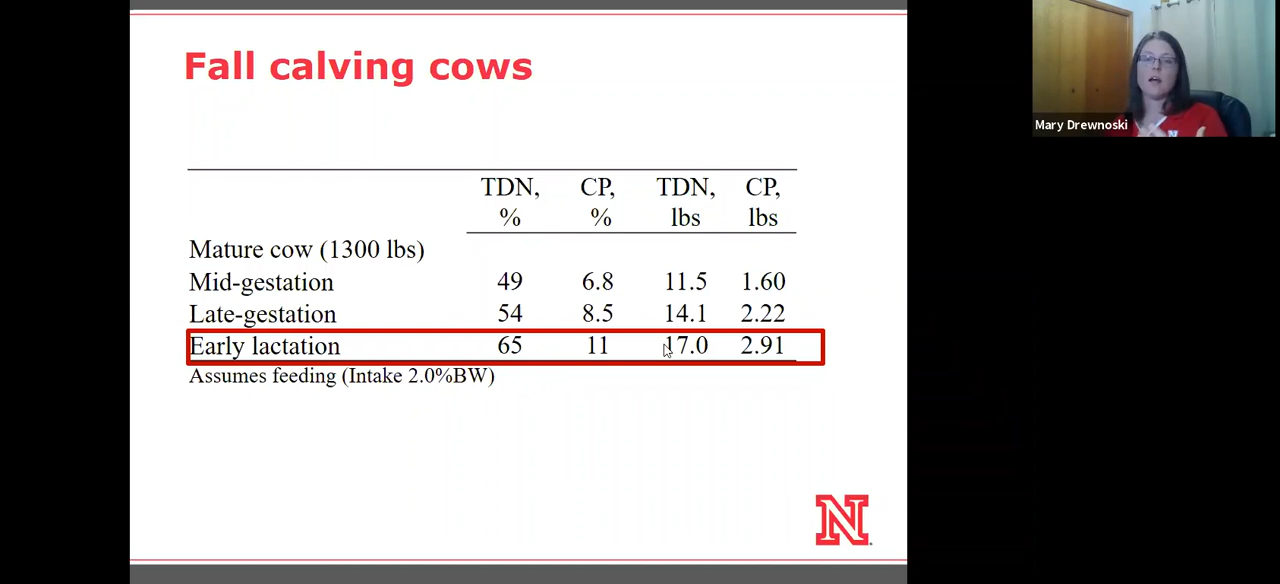 Fall calving cows
TDN, CP, TDN, CP,
% % lbs lbs
Mature cow (1300 lbs)
Mid-gestation 49 6.8 11.5 1.60
Late-gestation 54 8.5 14.1 2.22
Early lactation 65 11 17.0 2.91
Assumes feeding (Intake 2.0%BW)
N
Mary Drewnoski